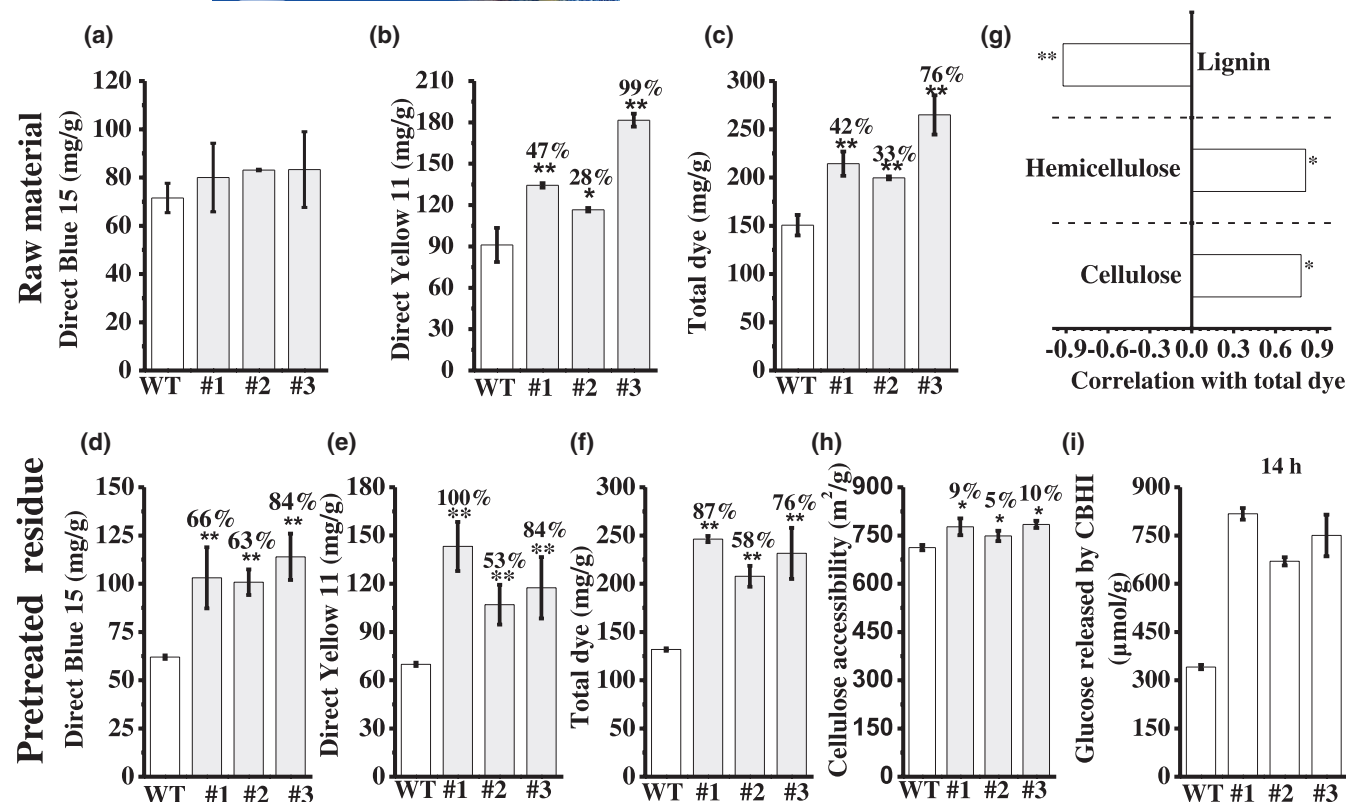 (a)
(b)
(c)
(g)
Raw material
Direct Blue 15 (mg/g)
120
100
80
60
40
20
0
WT #1 #2 #3
Direct Yellow 11 (mg/g)
210
180
150
120
90
60
30
0
47%
**
28%
*
99%
**
WT #1 #2 #3
Total dye (mg/g)
300
250
200
150
100
50
0
42%
**
33%
**
76%
**
WT #1 #2 #3
** Lignin
Hemicellulose *
Cellulose *
-0.9 -0.6 -0.3 0.0 0.3 0.6 0.9
Correlation with total dye
(d)
(e)
(f)
(h)
(i)
Pretreated residue
Direct Blue 15 (mg/g)
150
125
100
75
50
25
0
66%
**
63%
**
84%
**
WT #1 #2 #3
Direct Yellow 11 (mg/g)
180
150
120
90
60
30
0
100%
**
53%
**
84%
**
WT #1 #2 #3
Total dye (mg/g)
300
250
200
150
100
50
0
87%
**
58%
**
76%
**
WT #1 #2 #3
Cellulose accessibility (m²/g)
900
750
600
450
300
150
0
9%
*
5%
*
10%
*
WT #1 #2 #3
14 h
Glucose released by CBHI
(μmol/g)
900
750
600
450
300
150
0
WT #1 #2 #3